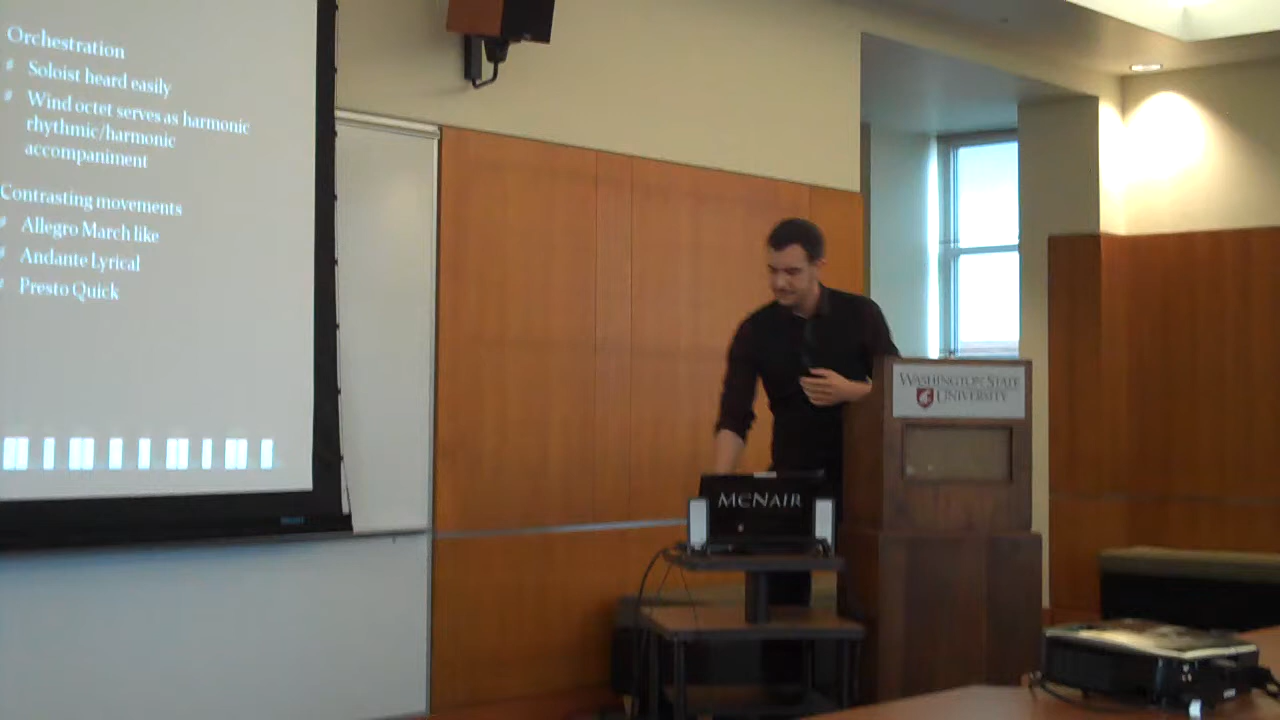 Orchestration
Soloist heard easily
Wind octet serves as harmonic
rhythmic/harmonic
accompaniment
Contrasting movements
Allegro March like
Andante Lyrical
Presto Quick
WASHINGTON STATE
UNIVERSITY
MCNAIR